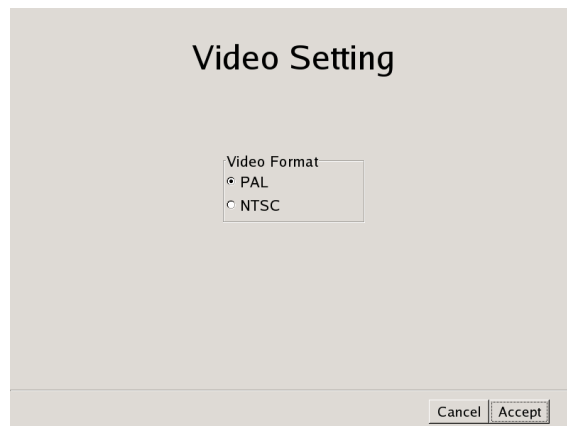 Video Setting
Video Format
PAL
NTSC
Cancel Accept